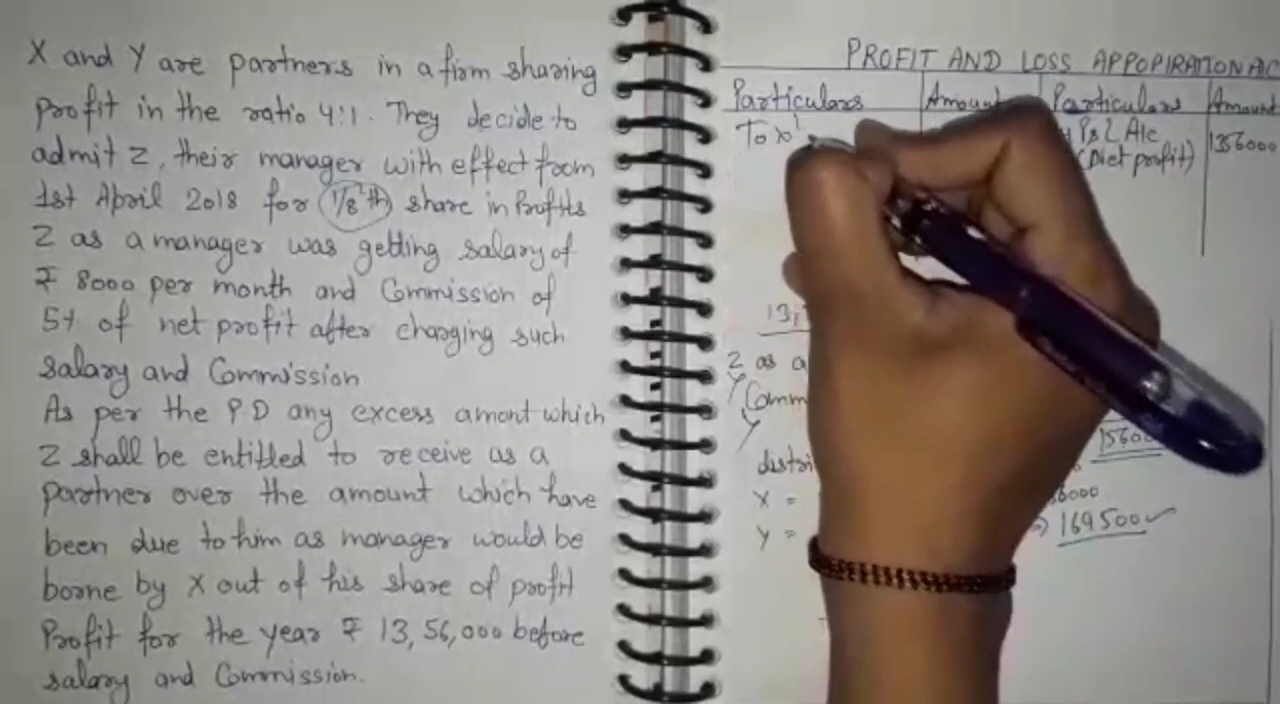 X and Y are partners in a firm sharing
profit in the ratio 4:1. They decide to
admit Z, their manager with effect from
1st April 2018 for 1/8th share in Profits
Z as a manager was getting salary of
₹ 8000 per month and Commission of
5% of net profit after charging such
salary and Commission
As per the P D any excess amont which
Z shall be entitled to receive as a
partner over the amount which have
been due to him as manager would be
borne by X out of his share of profit
Profit for the year ₹ 13,56,000 before
salary and Commission.
PROFIT AND LOSS APPOPIRATION A/C
Particulars Amount Particulars Amount
To X' P&L A/c
(Net profit) 1356000
13,
Z as a
Comm
15600
distri
X =
Y = 169500